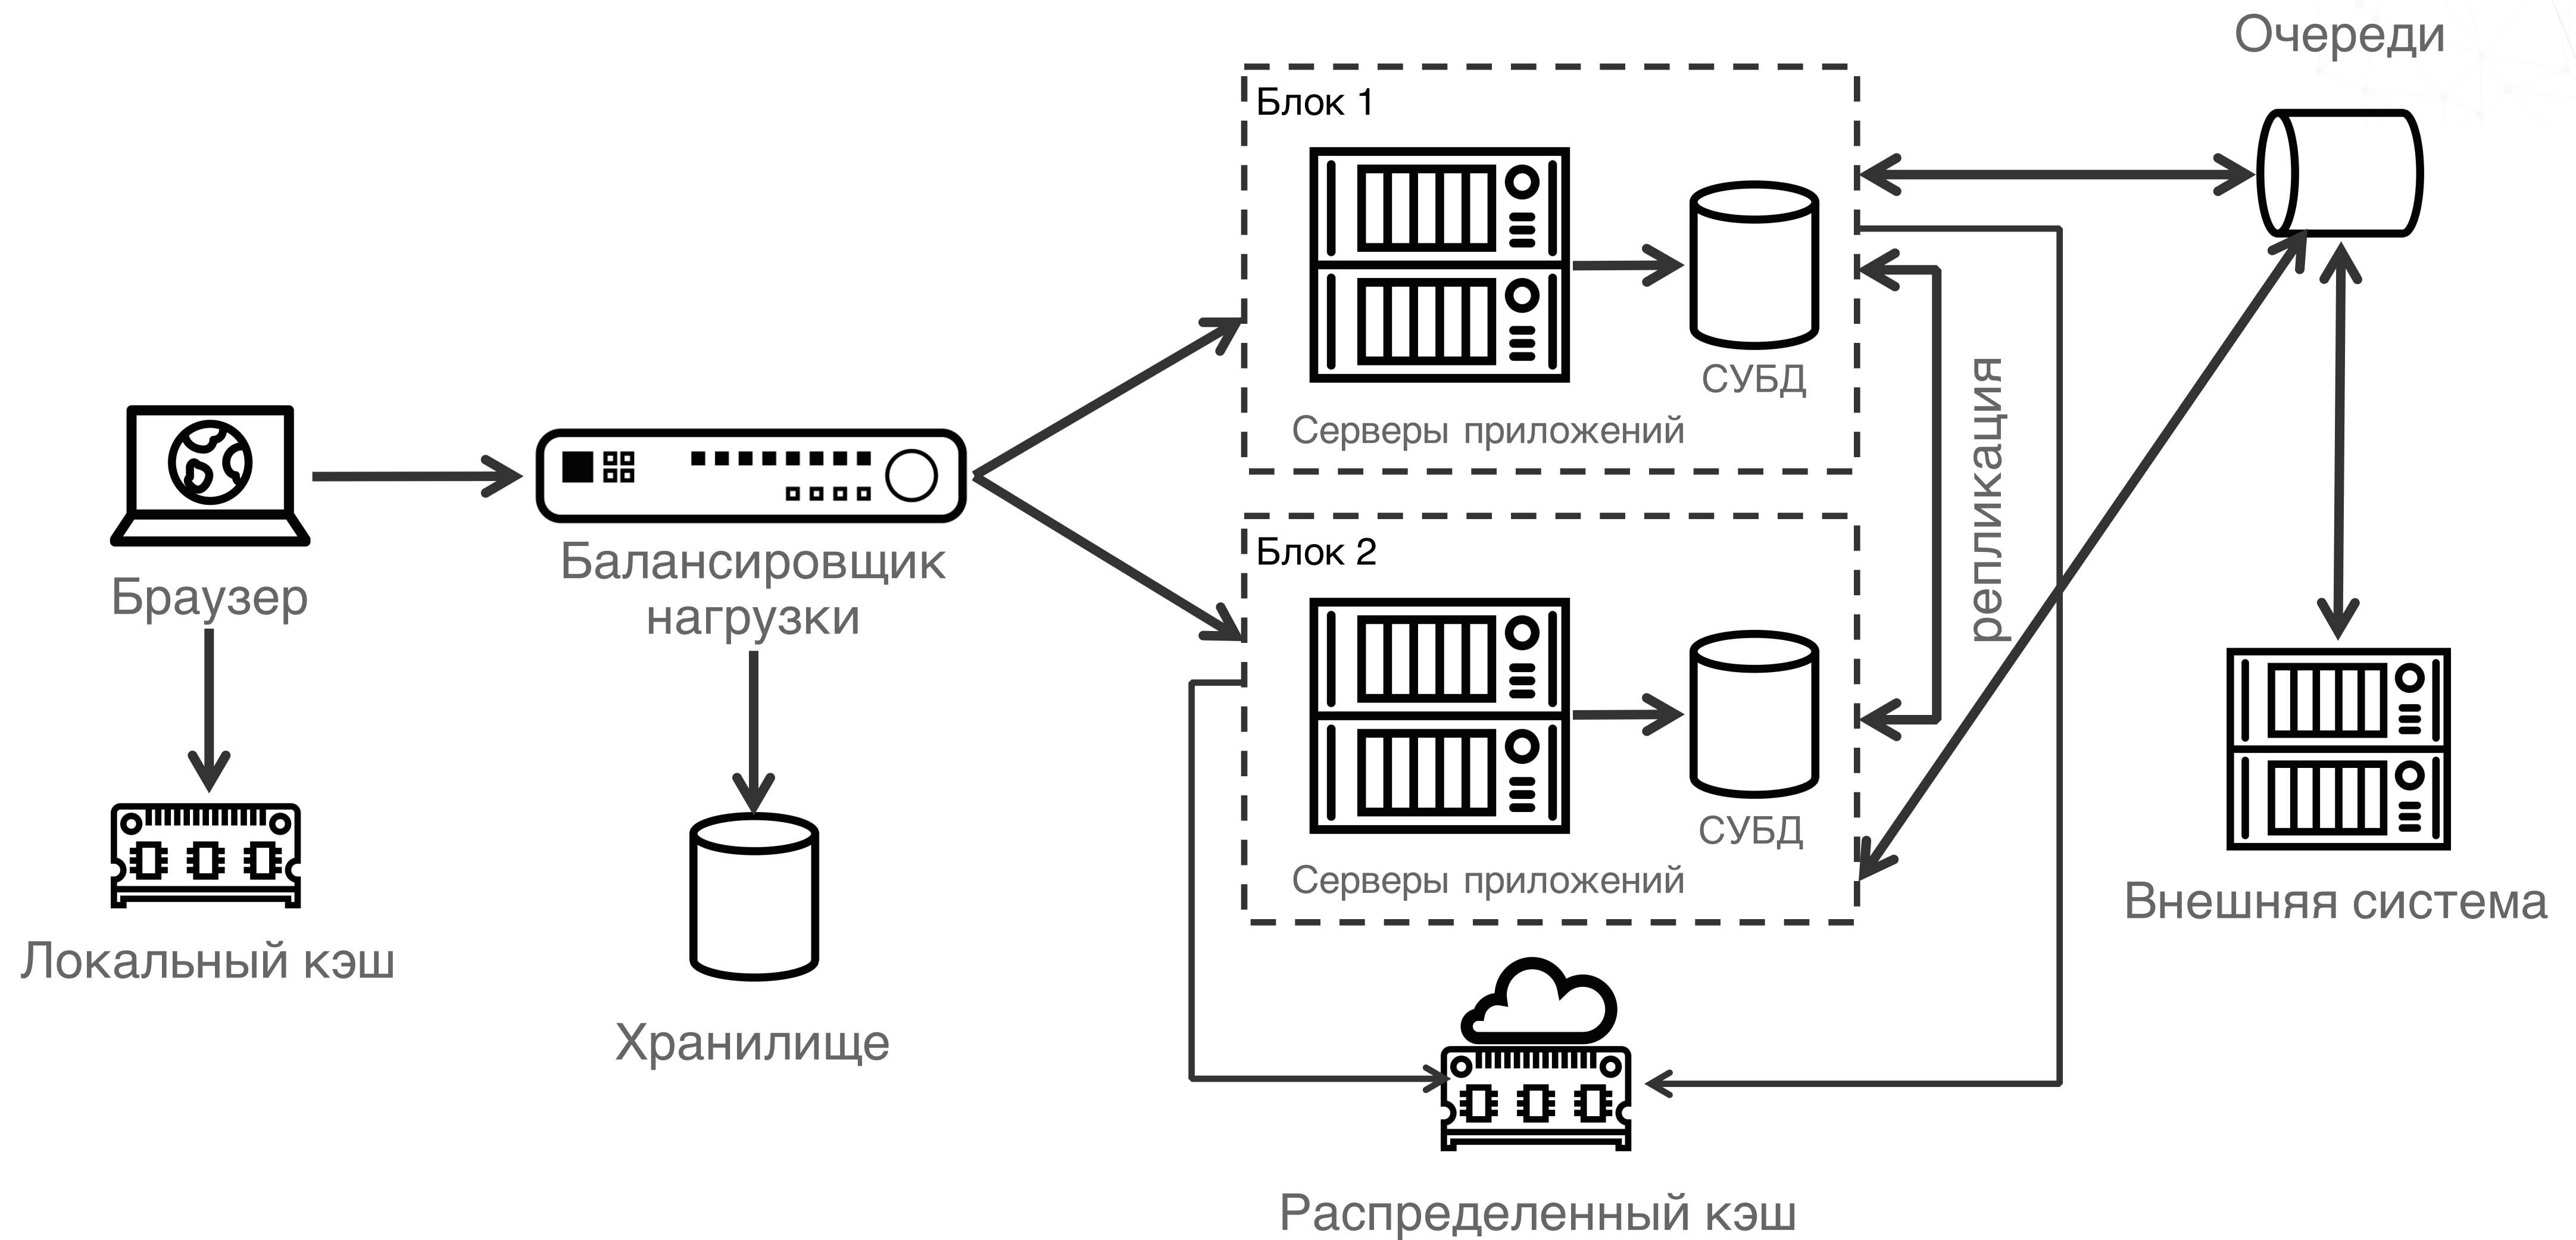 Очереди
Блок 1
СУБД
Серверы приложений
репликация
Блок 2
СУБД
Серверы приложений
Браузер
Балансировщик
нагрузки
Локальный кэш
Хранилище
Внешняя система
Распределенный кэш